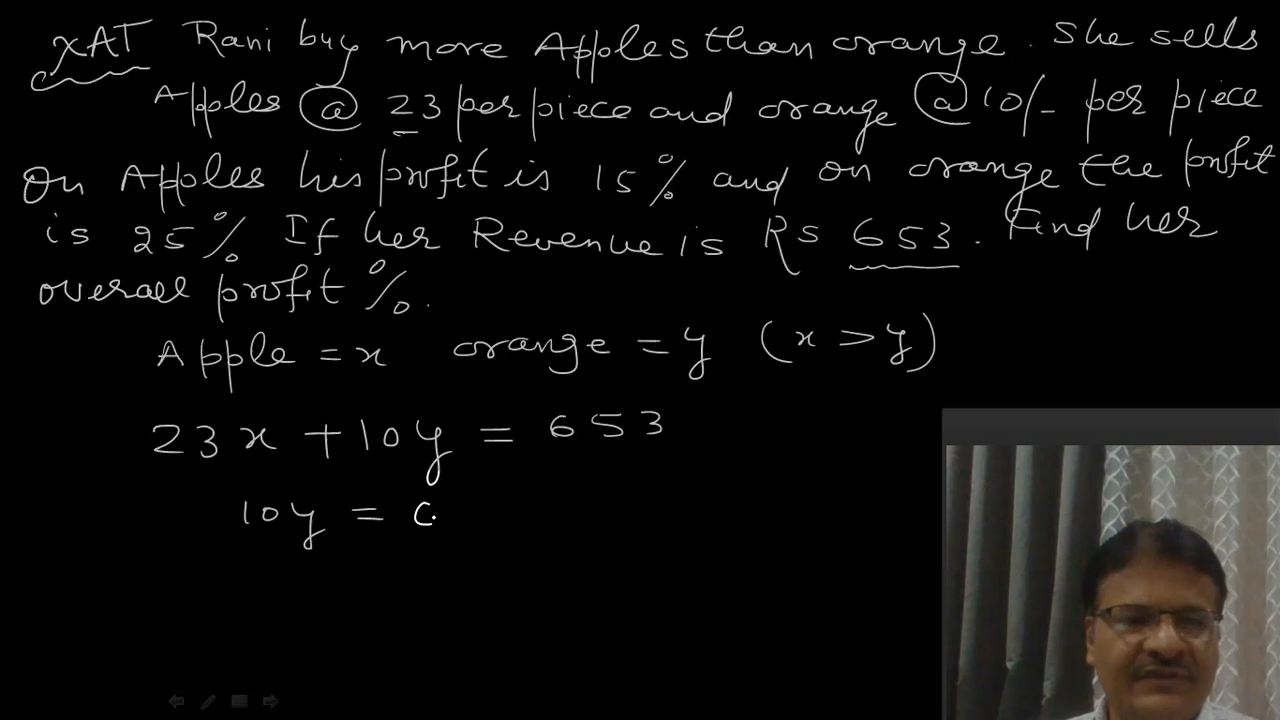 XAT Rani buy more Apples than orange. She sells
Apples @ 23 per piece and orange @ 10/- per piece
On Apples his profit is 15% and on orange the profit
is 25% If her Revenue is Rs 653. Find her
overall profit %.
Apple = x orange = y (x > y)
23x + 10y = 653
10y =